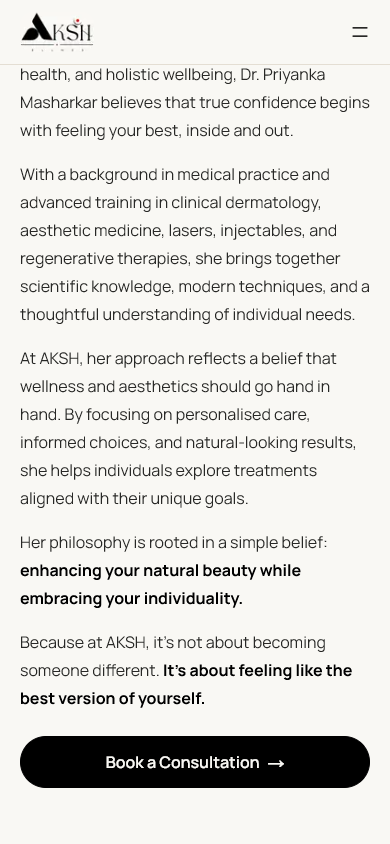 AKSH
health, and holistic wellbeing, Dr. Priyanka
Masharkar believes that true confidence begins
with feeling your best, inside and out.
With a background in medical practice and
advanced training in clinical dermatology,
aesthetic medicine, lasers, injectables, and
regenerative therapies, she brings together
scientific knowledge, modern techniques, and a
thoughtful understanding of individual needs.
At AKSH, her approach reflects a belief that
wellness and aesthetics should go hand in
hand. By focusing on personalised care,
informed choices, and natural-looking results,
she helps individuals explore treatments
aligned with their unique goals.
Her philosophy is rooted in a simple belief:
enhancing your natural beauty while
embracing your individuality.
Because at AKSH, it's not about becoming
someone different. It's about feeling like the
best version of yourself.
Book a Consultation →